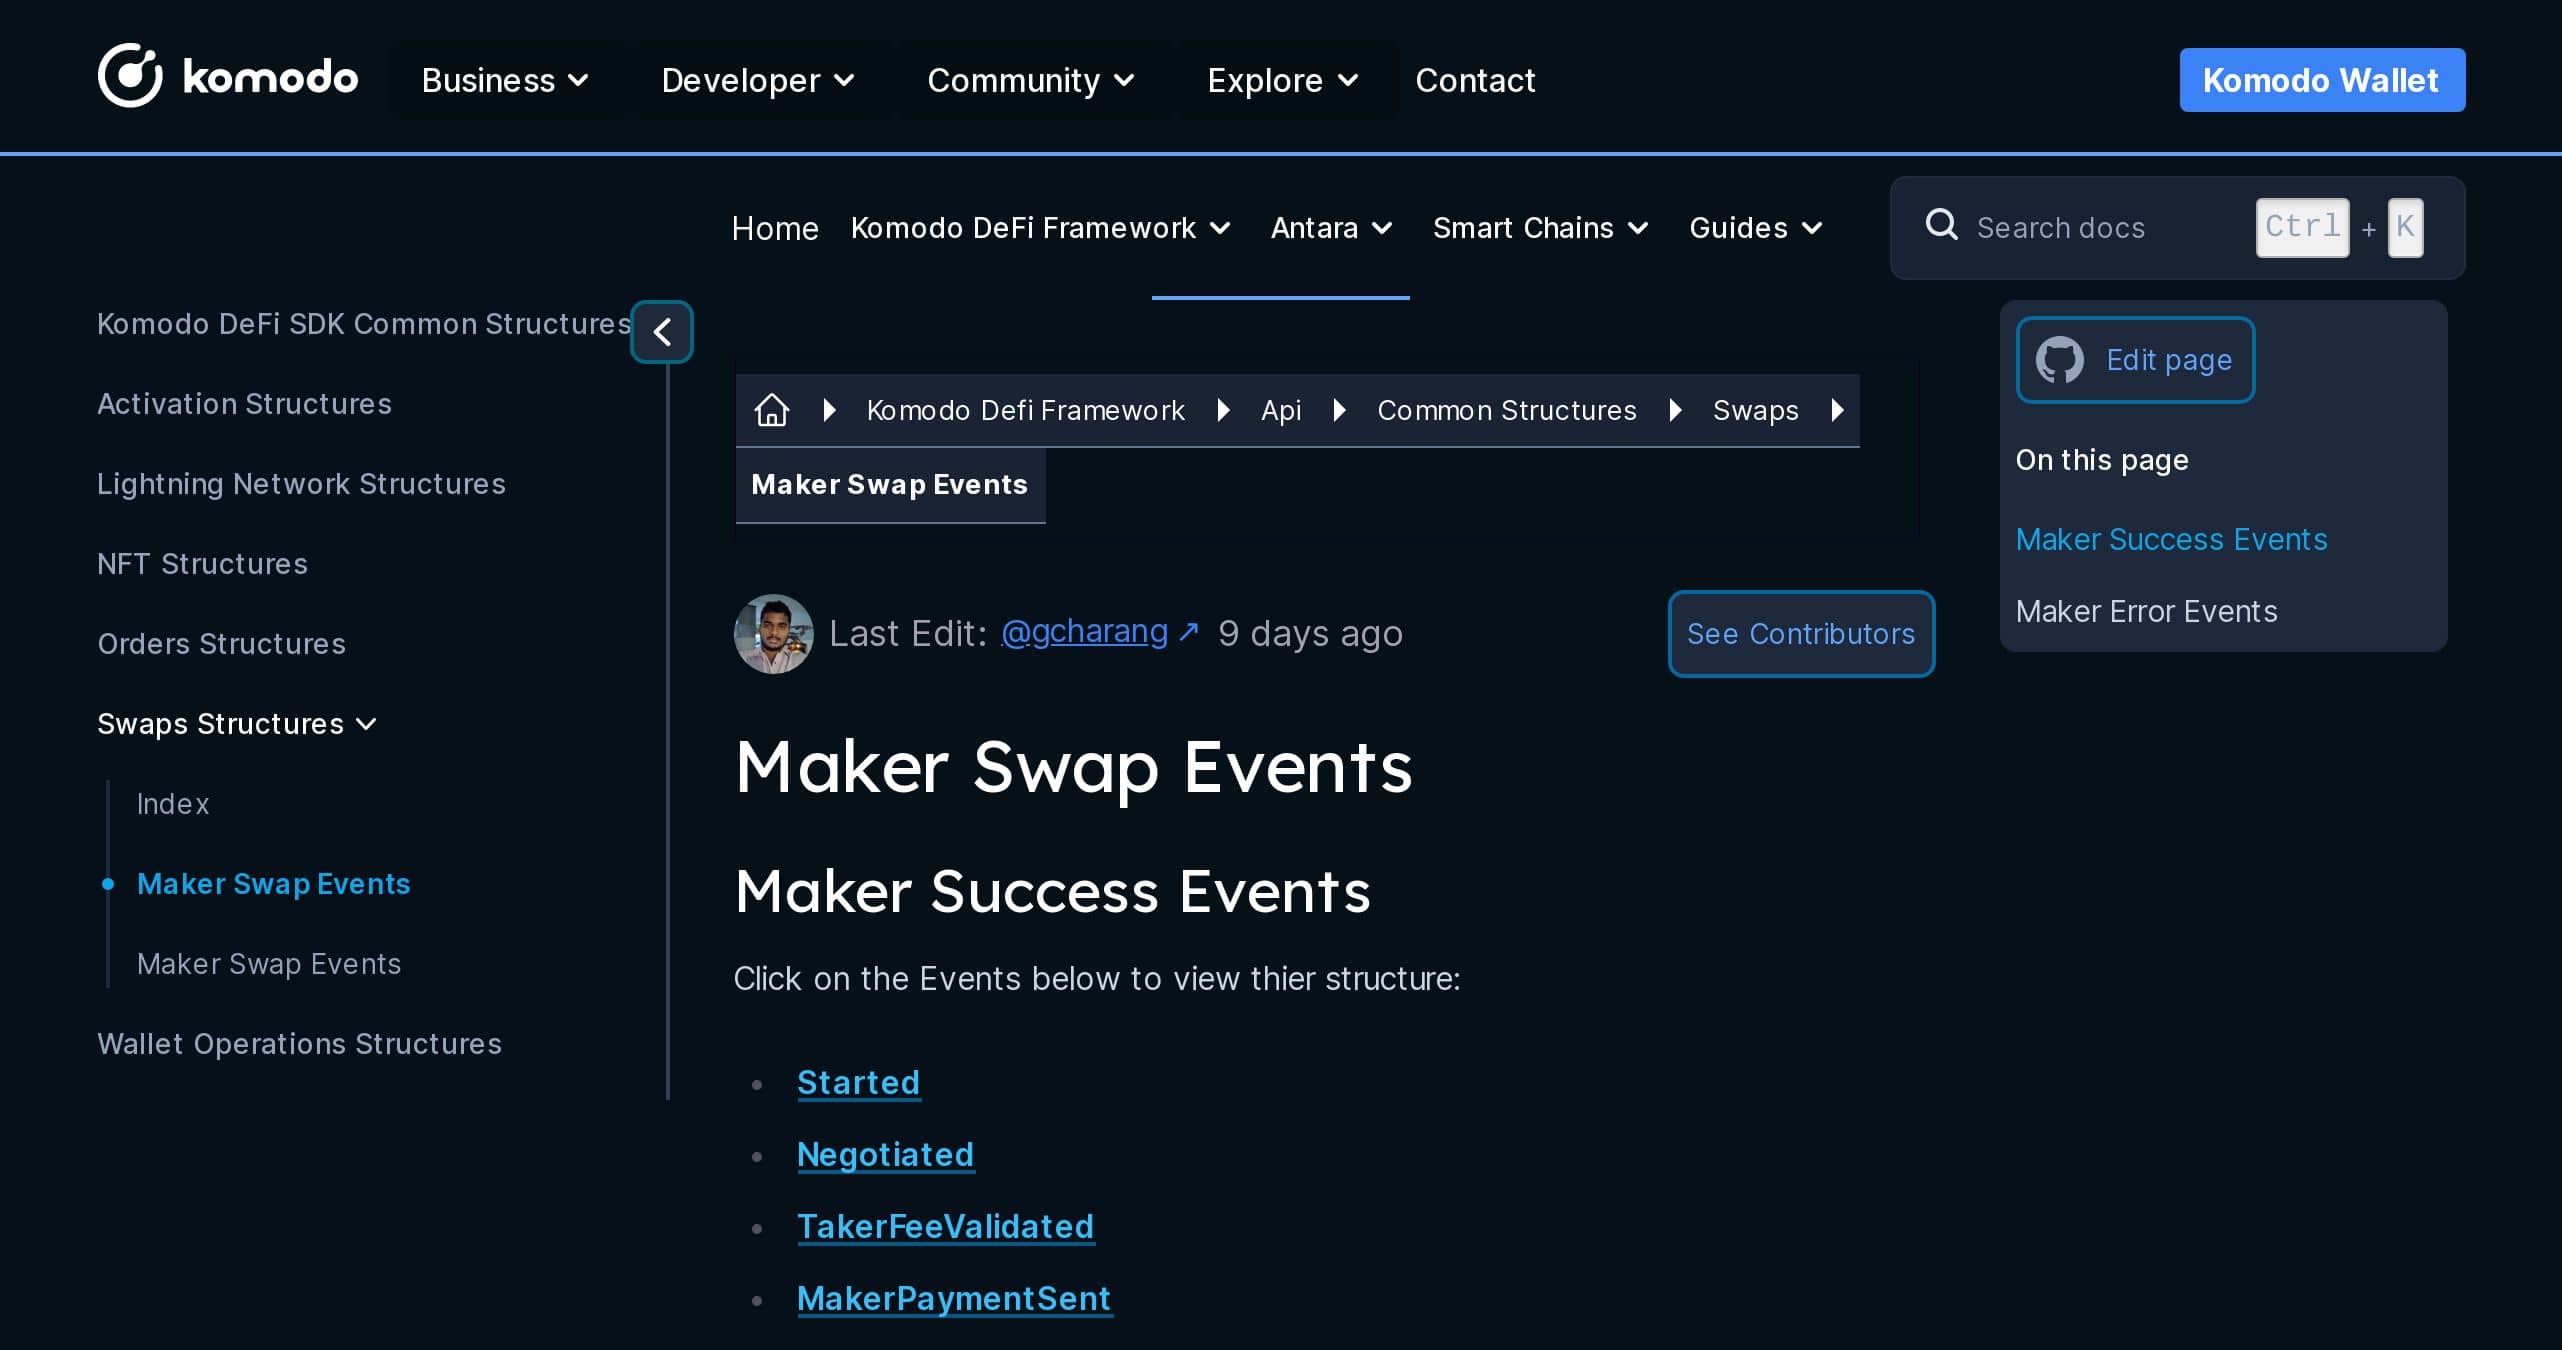 komodo Business Developer Community Explore Contact Komodo Wallet
Home Komodo DeFi Framework Antara Smart Chains Guides Search docs Ctrl + K
Komodo DeFi SDK Common Structures
Activation Structures
Lightning Network Structures
NFT Structures
Orders Structures
Swaps Structures
Index
Maker Swap Events
Maker Swap Events
Wallet Operations Structures
Komodo Defi Framework Api Common Structures Swaps
Maker Swap Events
Last Edit: @gcharang ↗ 9 days ago See Contributors
Maker Swap Events
Maker Success Events
Click on the Events below to view thier structure:
• Started
• Negotiated
• TakerFeeValidated
• MakerPaymentSent
Edit page
On this page
Maker Success Events
Maker Error Events